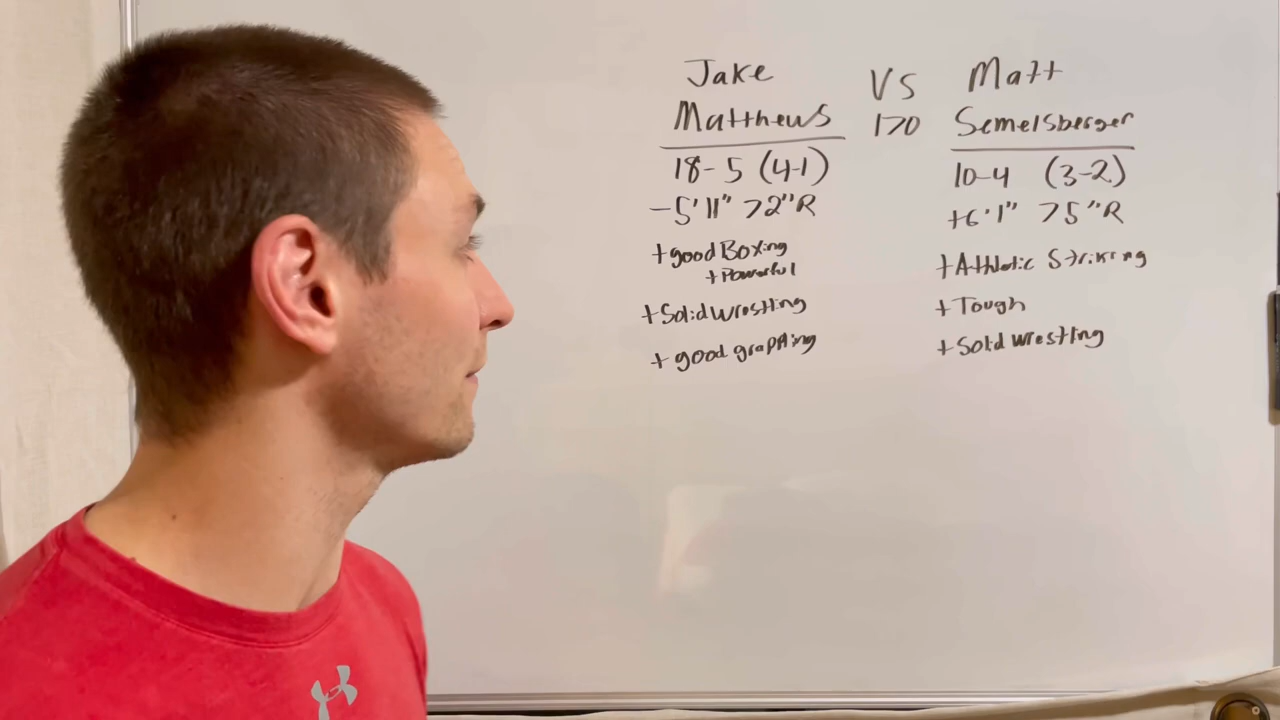 Jake VS Matt
Matthews 170 Semelsberger
18-5 (4-1) 10-4 (3-2)
-5'11" 72"R +6'1" 75"R
+good Boxing +Athletic Striking
+Powerful
+Solid wrestling +Tough
+good grappling +Solid wrestling